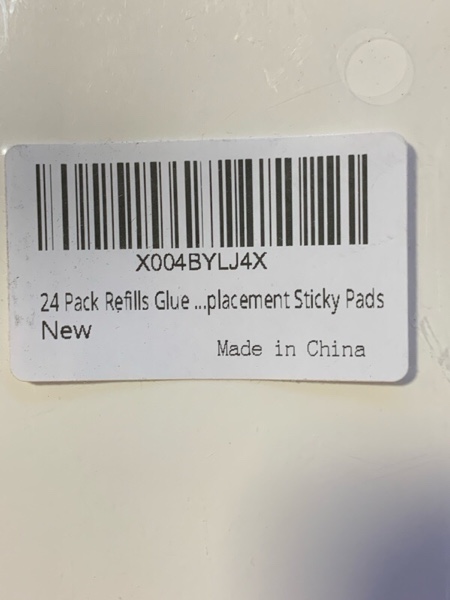 X004BYLJ4X
24 Pack Refills Glue ...placement Sticky Pads
New
Made in China